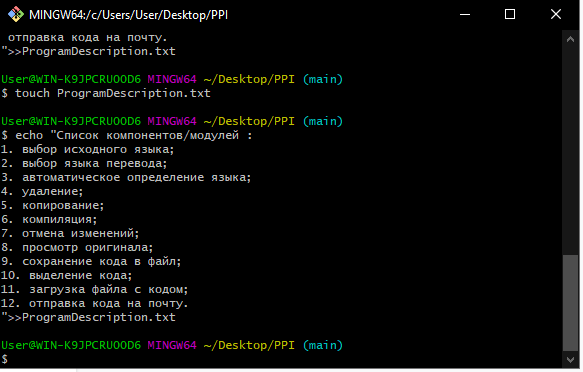 MINGW64:/c/Users/User/Desktop/PPI
отправка кода на почту.
">>ProgramDescription.txt
User@WIN-K9JPCRUOOD6 MINGW64 ~/Desktop/PPI (main)
$ touch ProgramDescription.txt
User@WIN-K9JPCRUOOD6 MINGW64 ~/Desktop/PPI (main)
$ echo "Список компонентов/модулей :
1. выбор исходного языка;
2. выбор языка перевода;
3. автоматическое определение языка;
4. удаление;
5. копирование;
6. компиляция;
7. отмена изменений;
8. просмотр оригинала;
9. сохранение кода в файл;
10. выделение кода;
11. загрузка файла с кодом;
12. отправка кода на почту.
">>ProgramDescription.txt
User@WIN-K9JPCRUOOD6 MINGW64 ~/Desktop/PPI (main)
$